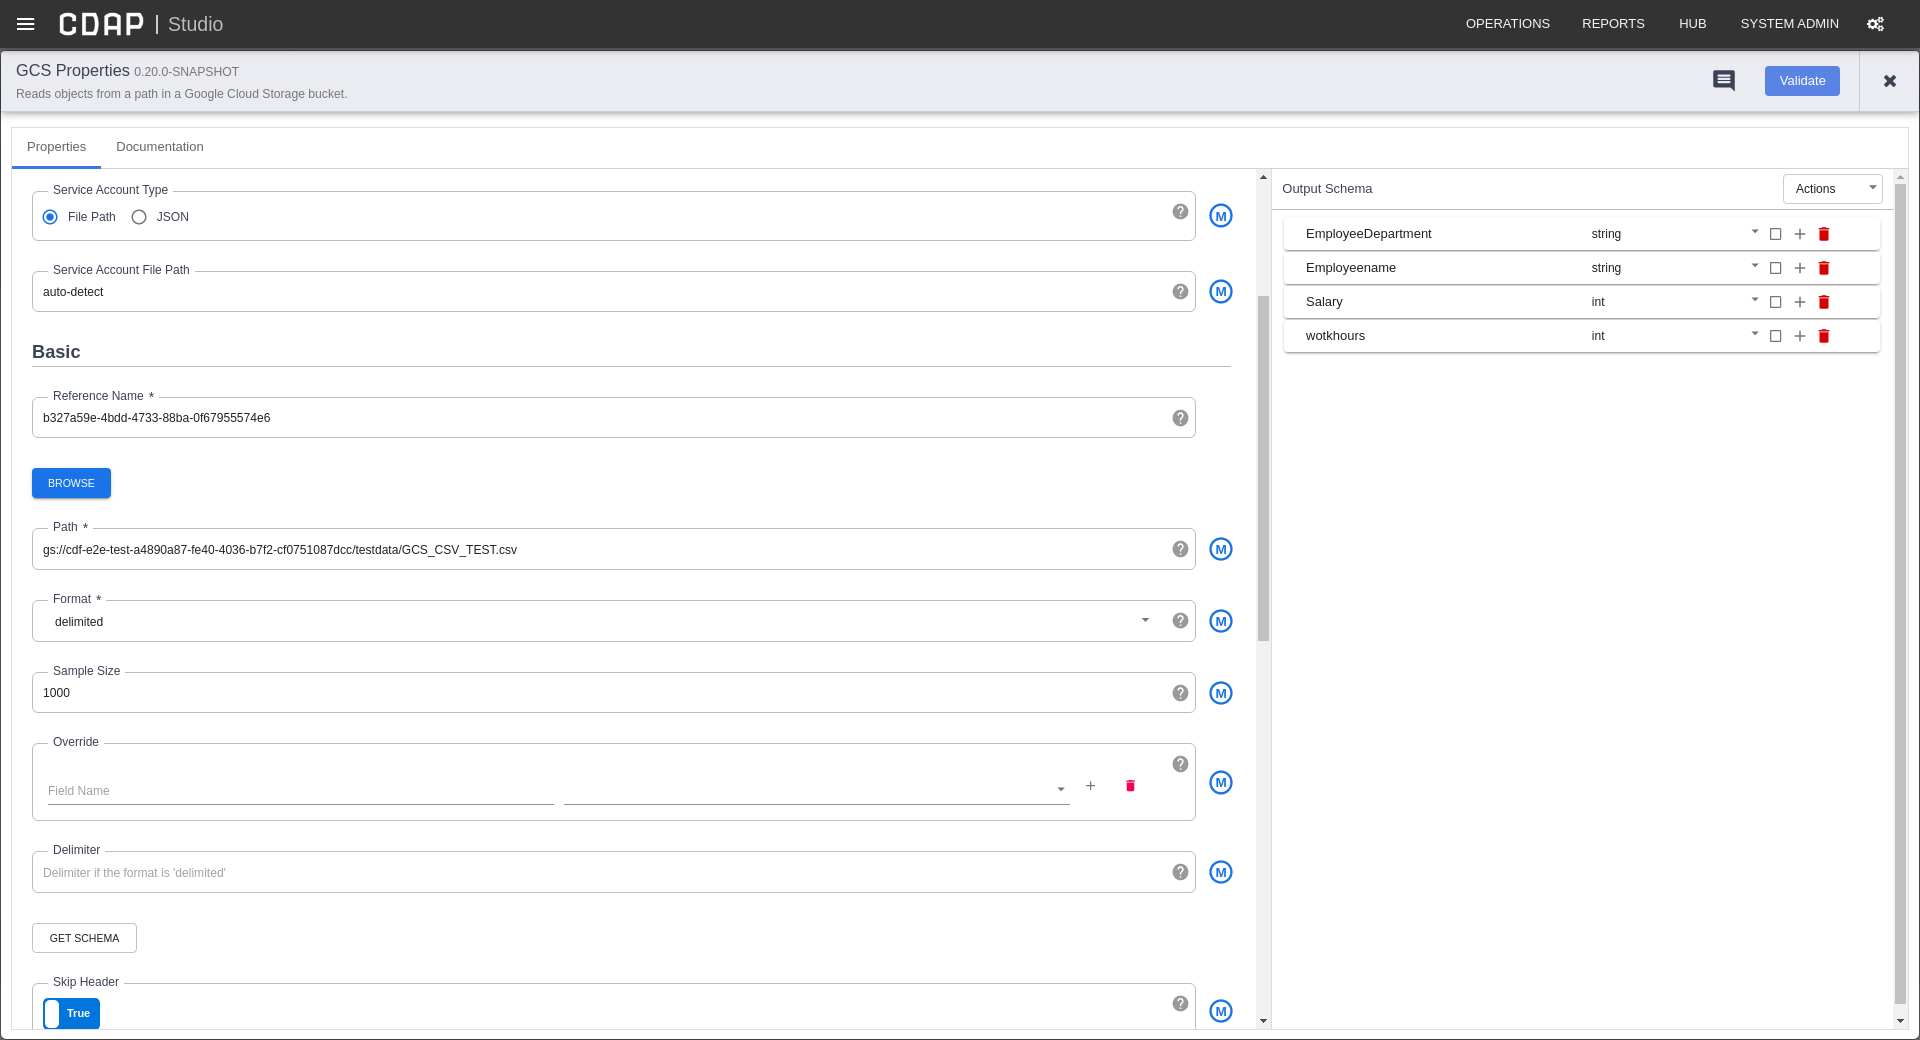 CDAP | Studio
OPERATIONS REPORTS HUB SYSTEM ADMIN
GCS Properties 0.20.0-SNAPSHOT
Reads objects from a path in a Google Cloud Storage bucket.
Validate
Properties Documentation
Service Account Type
File Path JSON
M
Service Account File Path
auto-detect
M
Basic
Reference Name *
b327a59e-4bdd-4733-88ba-0f67955574e6
BROWSE
Path *
gs://cdf-e2e-test-a4890a87-fe40-4036-b7f2-cf0751087dcc/testdata/GCS_CSV_TEST.csv
M
Format *
delimited
M
Sample Size
1000
M
Override
Field Name
M
Delimiter
Delimiter if the format is 'delimited'
M
GET SCHEMA
Skip Header
True
M
Output Schema
Actions
EmployeeDepartment string
Employeename string
Salary int
wotkhours int